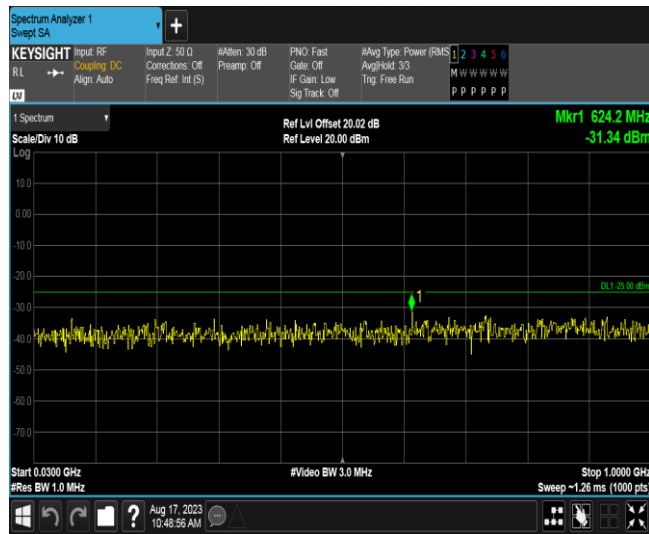 Spectrum Analyzer 1
Swept SA
+
KEYSIGHT
RL
LXI
Input: RF
Coupling: DC
Align: Auto
Input Z: 50 Ω
Corrections: Off
Freq Ref: Int (S)
#Atten: 30 dB
Preamp: Off
PNO: Fast
Gate: Off
IF Gain: Low
Sig Track: Off
#Avg Type: Power (RMS
Avg|Hold: 3/3
Trig: Free Run
1 2 3 4 5 6
M W W W W W
P P P P P P
1 Spectrum
Scale/Div 10 dB
Log
Ref Lvl Offset 20.02 dB
Ref Level 20.00 dBm
Mkr1 624.2 MHz
-31.34 dBm
10.0
0.00
-10.0
-20.0
DL1 -25.00 dBm
1
-30.0
-40.0
-50.0
-60.0
-70.0
Start 0.0300 GHz
#Res BW 1.0 MHz
#Video BW 3.0 MHz
Stop 1.0000 GHz
Sweep ~1.26 ms (1000 pts
?
Aug 17, 2023
10:48:56 AM